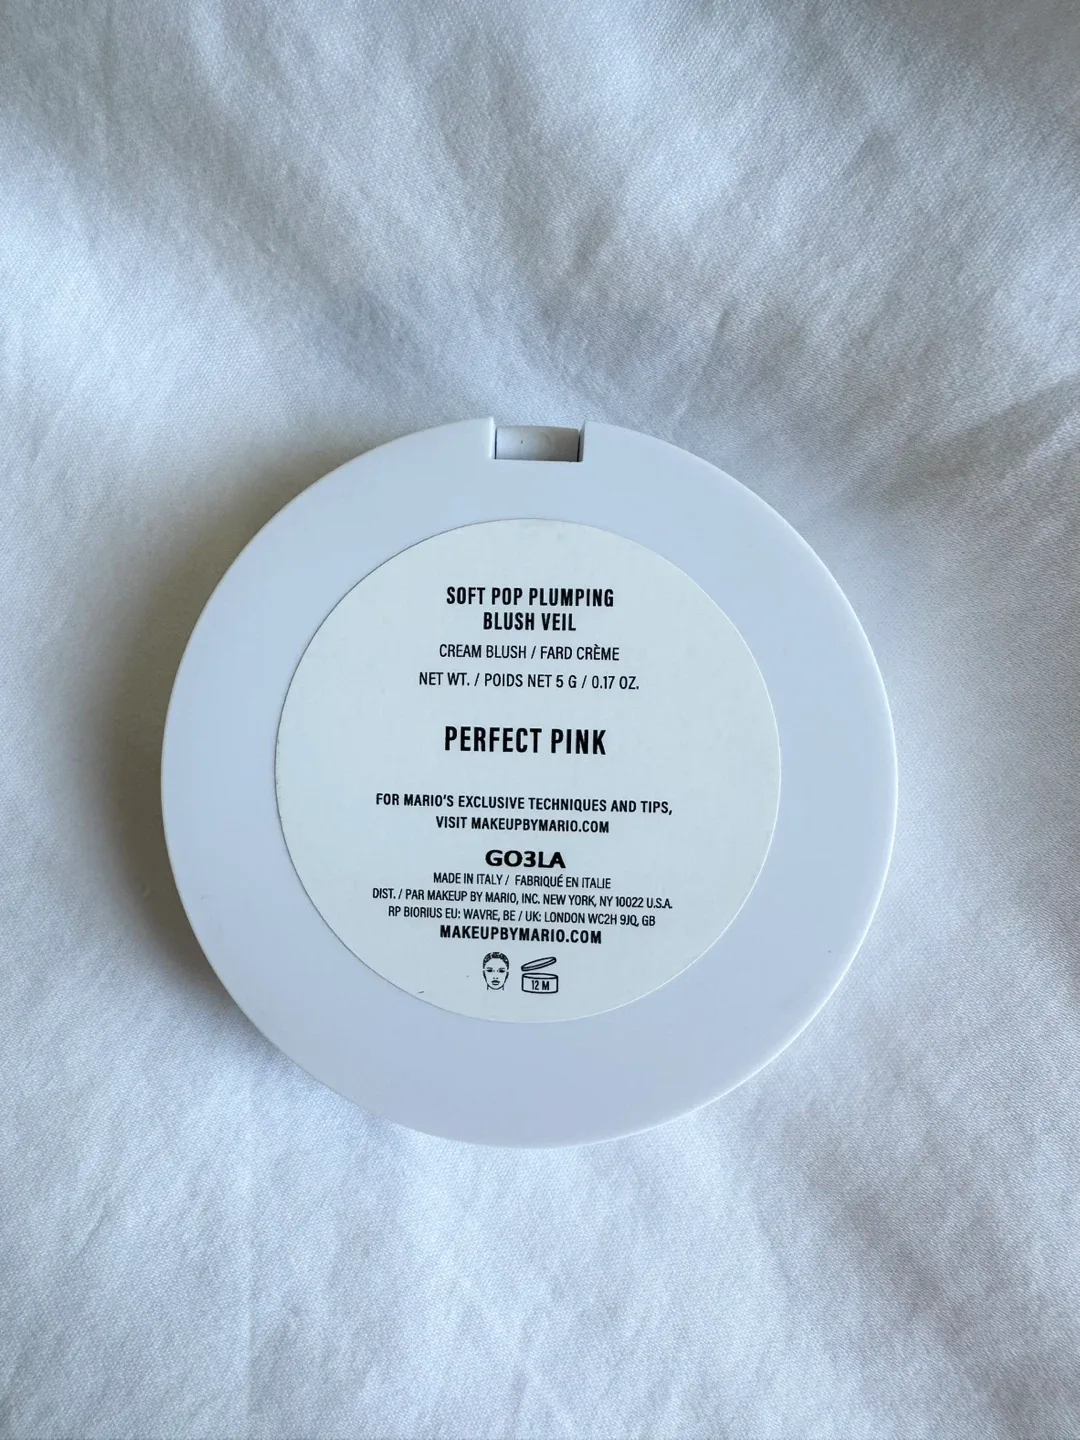 SOFT POP PLUMPING
BLUSH VEIL
CREAM BLUSH / FARD CRÈME
NET WT. / POIDS NET 5 G / 0.17 OZ.
PERFECT PINK
FOR MARIO'S EXCLUSIVE TECHNIQUES AND TIPS,
VISIT MAKEUPBYMARIO.COM
GO3LA
MADE IN ITALY / FABRIQUÉ EN ITALIE
DIST. / PAR MAKEUP BY MARIO, INC. NEW YORK, NY 10022 U.S.A.
RP BIORIUS EU: WAVRE, BE / UK: LONDON WC2H 9JQ, GB
MAKEUPBYMARIO.COM
12 M